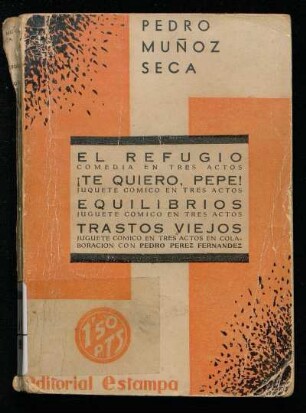 PEDRO
MUÑOZ
SECA
EL REFUGIO
COMEDIA EN TRES ACTOS
¡TE QUIERO, PEPE!
JUGUETE COMICO EN TRES ACTOS
EQUILIBRIOS
JUGUETE COMICO EN TRES ACTOS
TRASTOS VIEJOS
JUGUETE COMICO EN TRES ACTOS EN COLA-
BORACION CON PEDRO PEREZ FERNANDEZ
150
PTS
editorial estampa